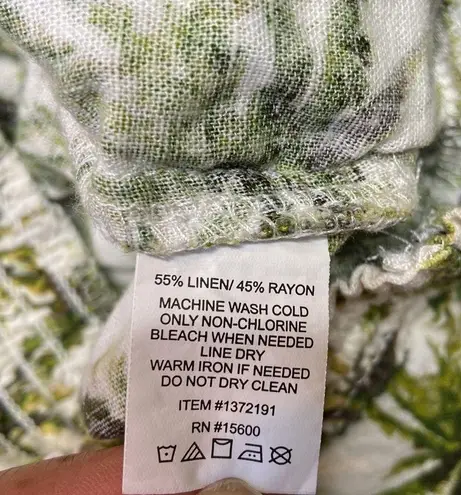 55% LINEN/ 45% RAYON
MACHINE WASH COLD
ONLY NON-CHLORINE
BLEACH WHEN NEEDED
LINE DRY
WARM IRON IF NEEDED
DO NOT DRY CLEAN
ITEM #1372191
RN #15600